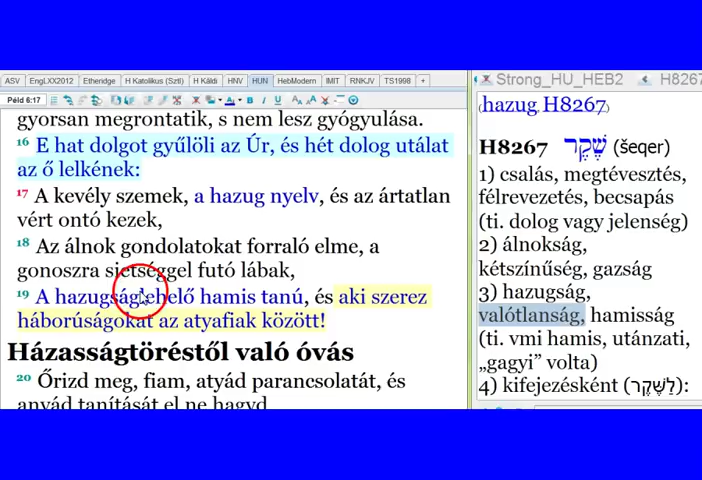 ASV EngLXX2012 Etheridge H Katolikus (SztI) H Káldi HNV HUN HebModern IMIT RNKJV TS1998 +
Péld 6:17
gyorsan megrontatik, s nem lesz gyógyulása.
16 E hat dolgot gyűlöli az Úr, és hét dolog utálat
az ő lelkének:
17 A kevély szemek, a hazug nyelv, és az ártatlan
vért ontó kezek,
18 Az álnok gondolatokat forraló elme, a
gonoszra sietséggel futó lábak,
19 A hazugságlehelő hamis tanú, és aki szerez
háborúságokat az atyafiak között!
Házasságtöréstől való óvás
20 Őrizd meg, fiam, atyád parancsolatát, és
anyád tanítását el ne hagyd
Strong_HU_HEB2 H8267
(hazug, H8267)
H8267 שֶׁקֶר (šeqer)
1) csalás, megtévesztés,
félrevezetés, becsapás
(ti. dolog vagy jelenség)
2) álnokság,
kétszínűség, gazság
3) hazugság,
valótlanság, hamisság
(ti. vmi hamis, utánzati,
„gagyi” volta)
4) kifejezésként (לַשֶּׁקֶר):